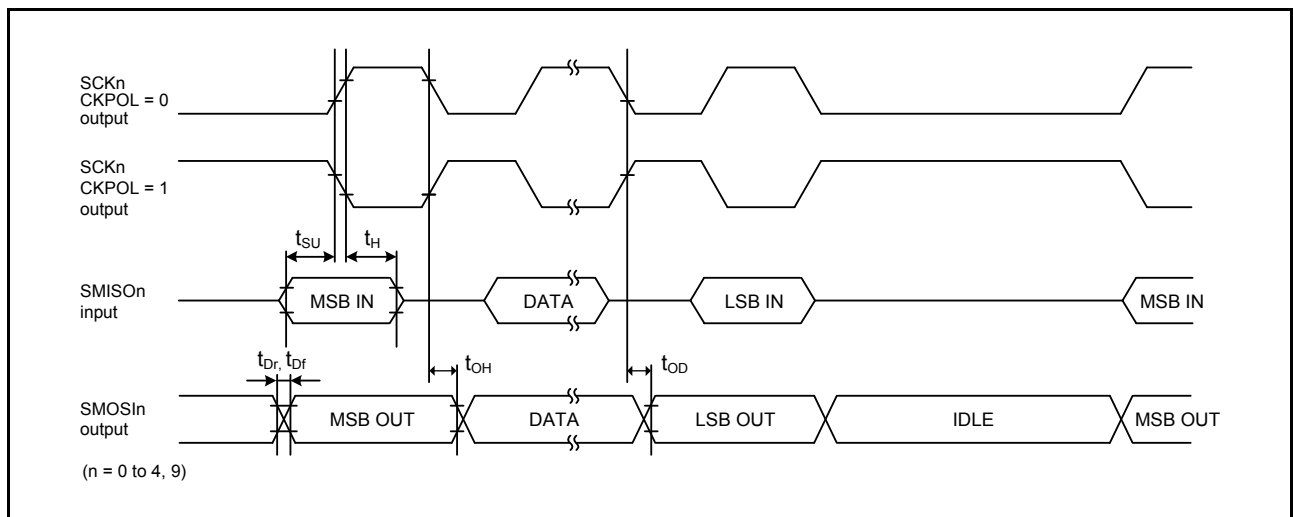 SCKn
CKPOL = 0
output
SCKn
CKPOL = 1
output
tSU
tH
SMISOn
input
MSB IN
DATA
LSB IN
MSB IN
tDr, tDf
tOH
tOD
SMOSIn
output
MSB OUT
DATA
LSB OUT
IDLE
MSB OUT
(n = 0 to 4, 9)